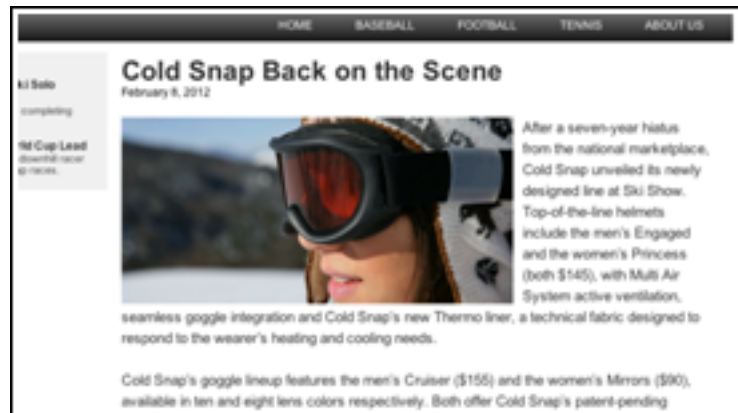 HOME BASEBALL FOOTBALL TENNIS ABOUT US
ki Solo
completing
rld Cup Lead
downhill racer
up races.
Cold Snap Back on the Scene
February 8, 2012
After a seven-year hiatus
from the national marketplace,
Cold Snap unveiled its newly
designed line at Ski Show.
Top-of-the-line helmets
include the men's Engaged
and the women's Princess
(both $145), with Multi Air
System active ventilation,
seamless goggle integration and Cold Snap's new Thermo liner, a technical fabric designed to
respond to the wearer's heating and cooling needs.
Cold Snap's goggle lineup features the men's Cruiser ($155) and the women's Mirrors ($90),
available in ten and eight lens colors respectively. Both offer Cold Snap's patent-pending